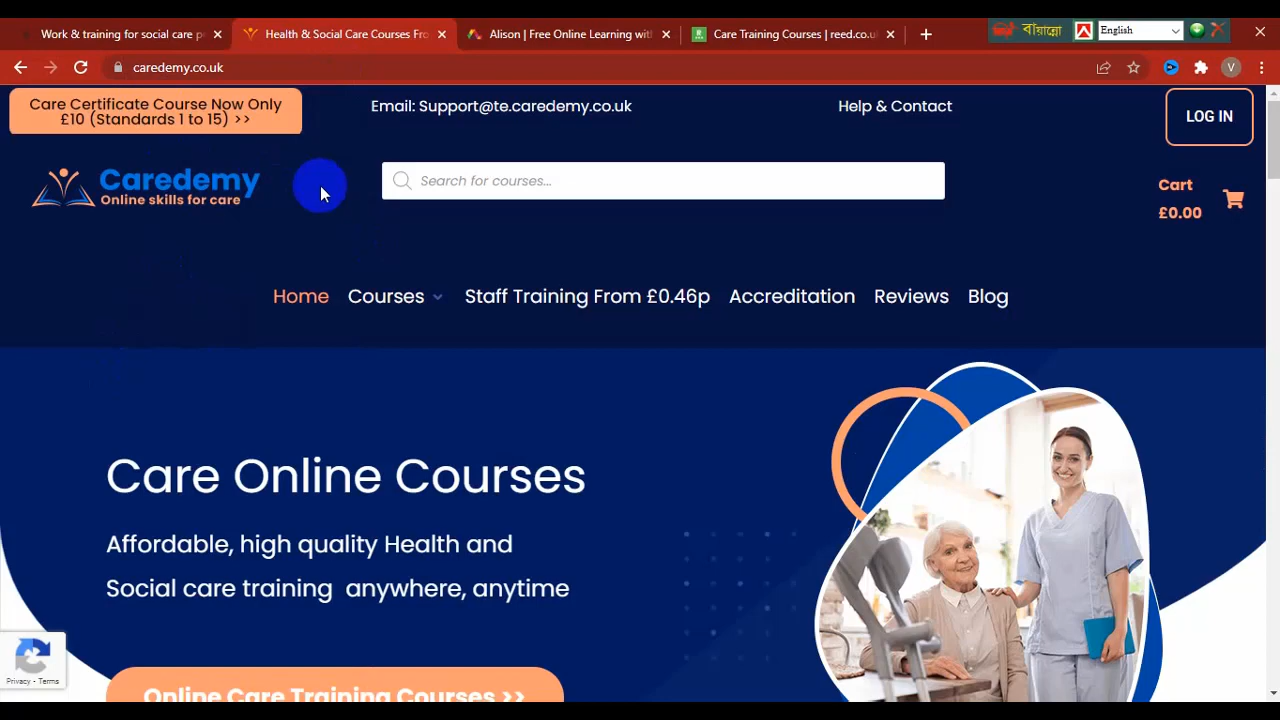 Work & training for social care p
Health & Social Care Courses Fro
Alison | Free Online Learning with
Care Training Courses | reed.co.uk
বায়ান্নো
English
caredemy.co.uk
V
Care Certificate Course Now Only
£10 (Standards 1 to 15) >>
Email: Support@te.caredemy.co.uk
Help & Contact
LOG IN
Caredemy
Online skills for care
Search for courses...
Cart
£0.00
Home
Courses
Staff Training From £0.46p
Accreditation
Reviews
Blog
Care Online Courses
Affordable, high quality Health and
Social care training anywhere, anytime
Online Care Training Courses >>
Privacy - Terms